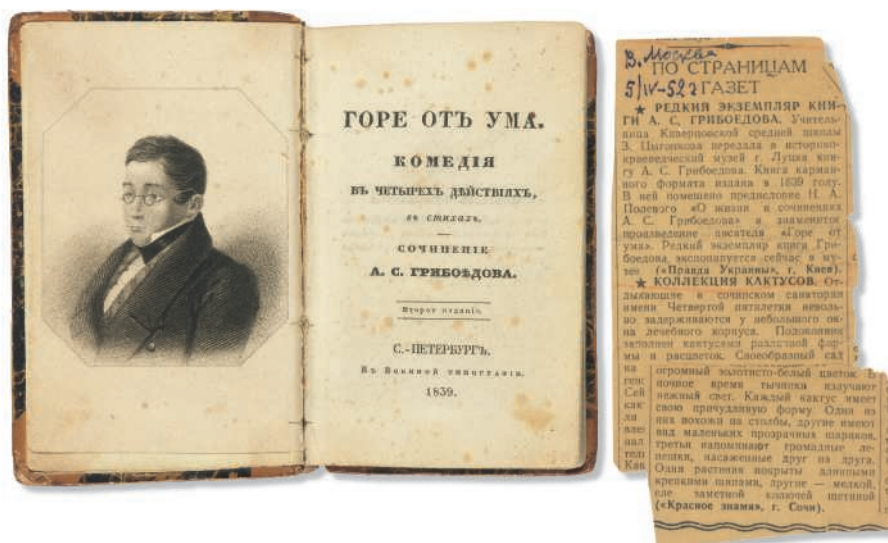 ГОРЕ ОТЪ УМА.
КОМЕДІЯ
ВЪ ЧЕТЫРЕХЪ ДѢЙСТВІЯХЪ,
въ стихахъ.
СОЧИНЕНІЕ
А. С. ГРИБОѢДОВА.
Второе изданіе.
С.-ПЕТЕРБУРГЪ.
Въ Военной типографіи.
1839.
В. Москва
5/IV-52г
ПО СТРАНИЦАМ
ГАЗЕТ
★ РЕДКИЙ ЭКЗЕМПЛЯР КНИ-
ГИ А. С. ГРИБОЕДОВА. Учитель-
ница Киверцовской средней школы
З. Цыганкова передала в историко-
краеведческий музей г. Луцка кни-
гу А. С. Грибоедова. Книга карман-
ного формата издана в 1839 году.
В ней помещено предисловие
Полевого «О жизни и сочинениях
А. С. Грибоедова» и знаменитое
произведение писателя «Горе от
ума». Редкий экземпляр книги Гри-
боедова экспонируется сейчас в му-
зее («Правда Украины», г. Киев).
★ КОЛЛЕКЦИЯ КАКТУСОВ. От-
дыхающие в сочинском санатории
имени Четвертой пятилетки неволь-
но задерживаются у небольшого ок-
на лечебного корпуса. Подоконник
заполнен кактусами различной фор-
мы и расцветок. Своеобразный сад
на огромный золотисто-белый цветок. В
ночное время тычинки излучают
нежный свет. Каждый кактус имеет
свою причудливую форму. Одни из
них похожи на столбы, другие имеют
вид маленьких прозрачных шариков,
третьи напоминают громадные ле-
пешки, насаженные друг на друга.
Одни растения покрыты длинными
крепкими шипами, другие — мелкой,
еле заметной колючей щетиной
(«Красное знамя», г. Сочи).